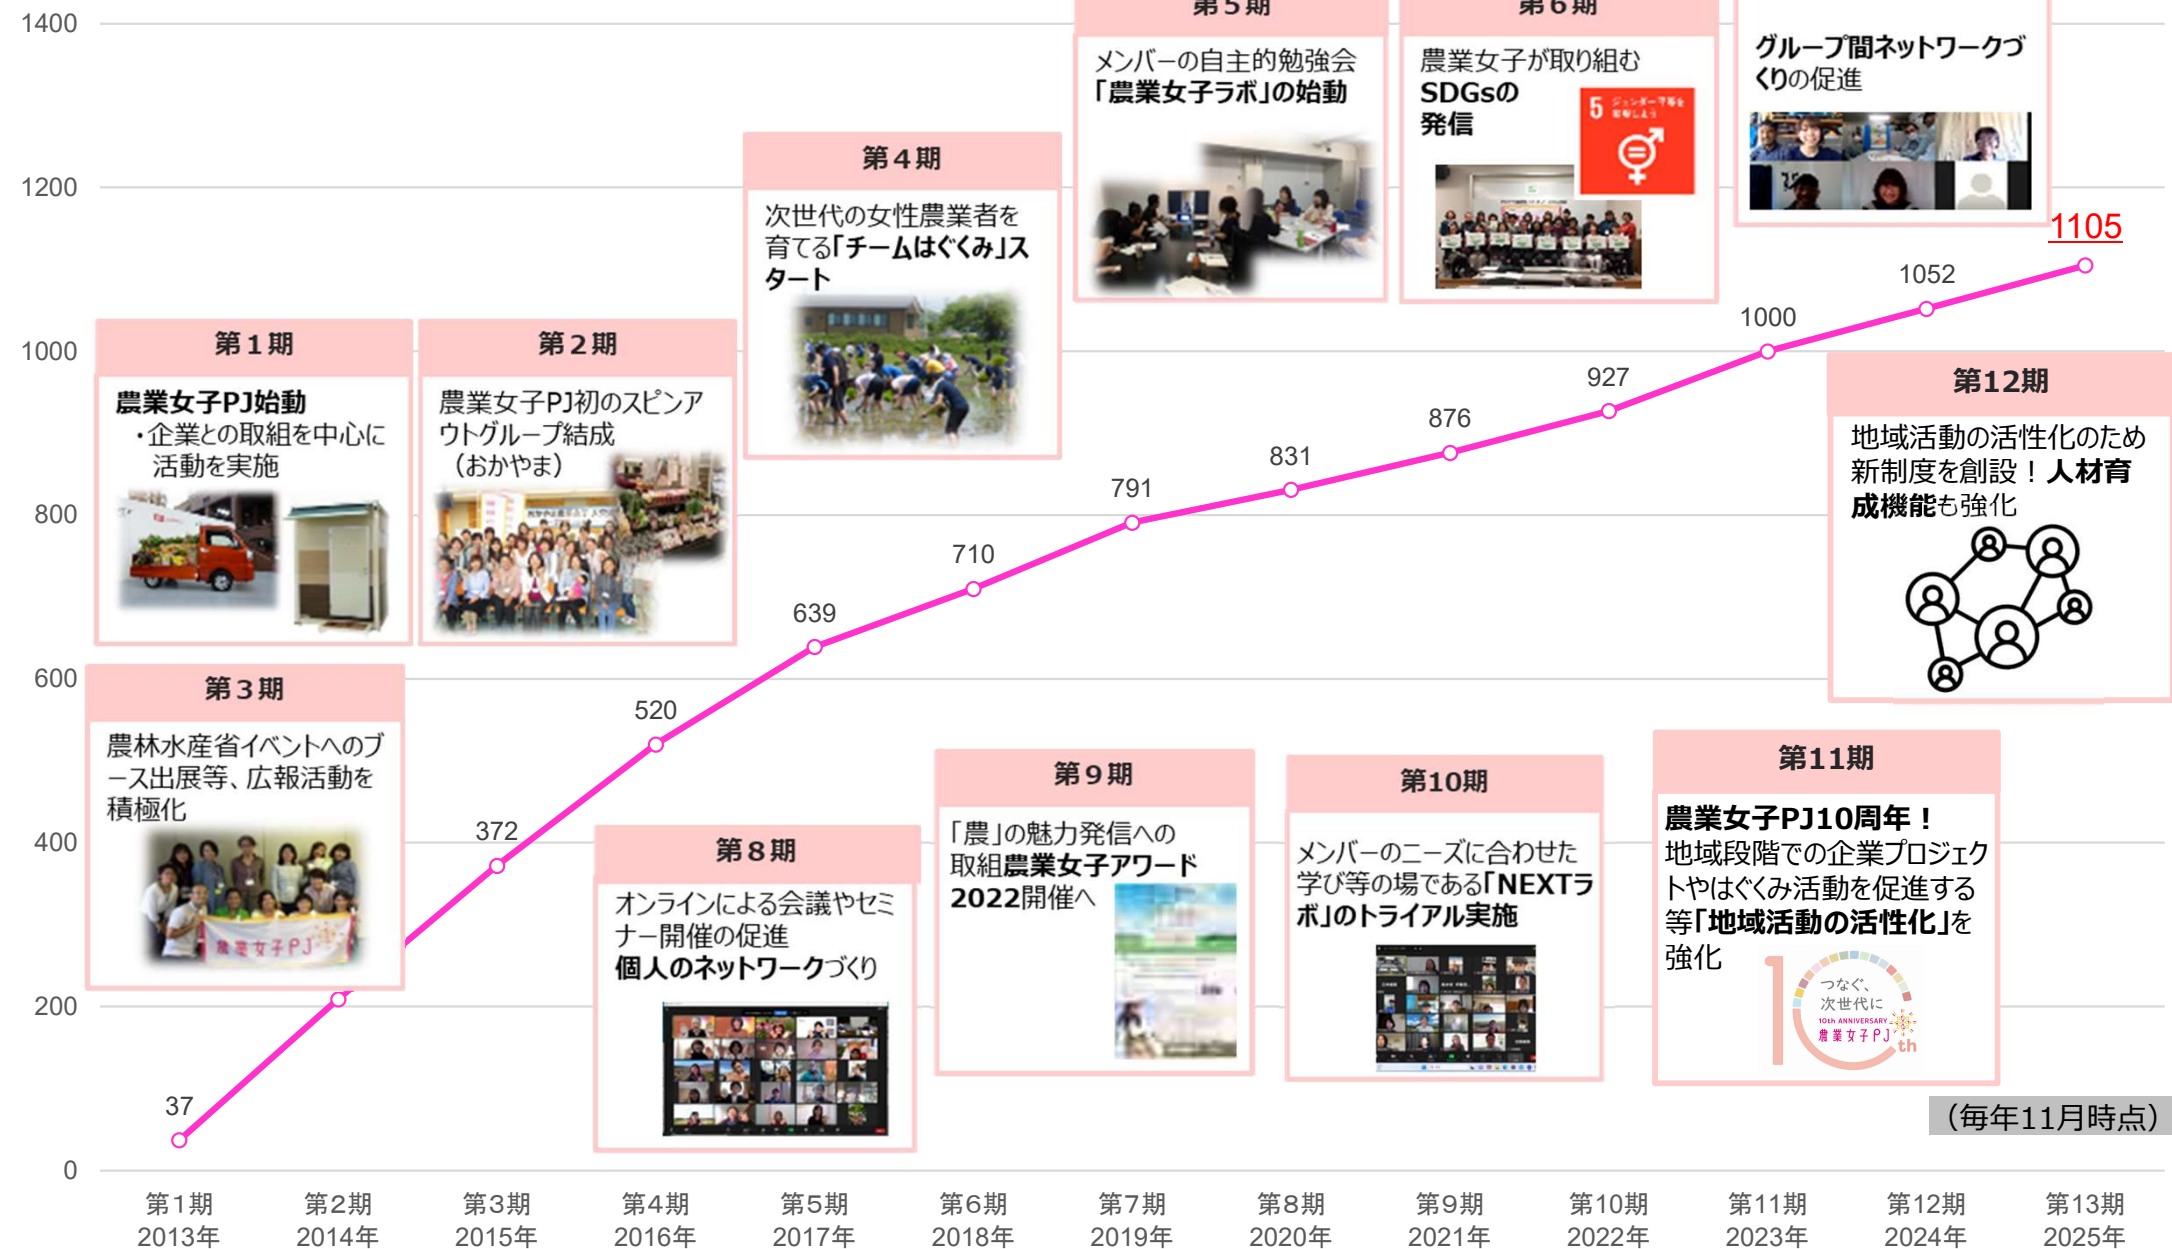 1400
1200
1000
800
600
400
200
0
第５期
メンバーの自主的勉強会
「農業女子ラボ」の始動
第６期
農業女子が取り組む
SDGsの
発信
5 ジェンダー平等を
実現しよう
グループ間ネットワークづ
くりの促進
第４期
次世代の女性農業者を
育てる「チームはぐくみ」ス
タート
第１期
農業女子PJ始動
・企業との取組を中心に
活動を実施
第２期
農業女子PJ初のスピンア
ウトグループ結成
（おかやま）
第３期
農林水産省イベントへのブ
ース出展等、広報活動を
積極化
農業女子PJ
第８期
オンラインによる会議やセミ
ナー開催の促進
個人のネットワークづくり
第９期
「農」の魅力発信への
取組農業女子アワード
2022開催へ
第10期
メンバーのニーズに合わせた
学び等の場である「NEXTラ
ボ」のトライアル実施
第11期
農業女子PJ10周年！
地域段階での企業プロジェク
トやはぐくみ活動を促進する
等「地域活動の活性化」を
強化
つなぐ、
次世代に
10th ANNIVERSARY
農業女子PJ
th
第12期
地域活動の活性化のため
新制度を創設！人材育
成機能も強化
37
372
520
639
710
791
831
876
927
1000
1052
1105
（毎年11月時点）
第１期 第２期 第３期 第４期 第５期 第６期 第７期 第８期 第９期 第10期 第11期 第12期 第13期
2013年 2014年 2015年 2016年 2017年 2018年 2019年 2020年 2021年 2022年 2023年 2024年 2025年